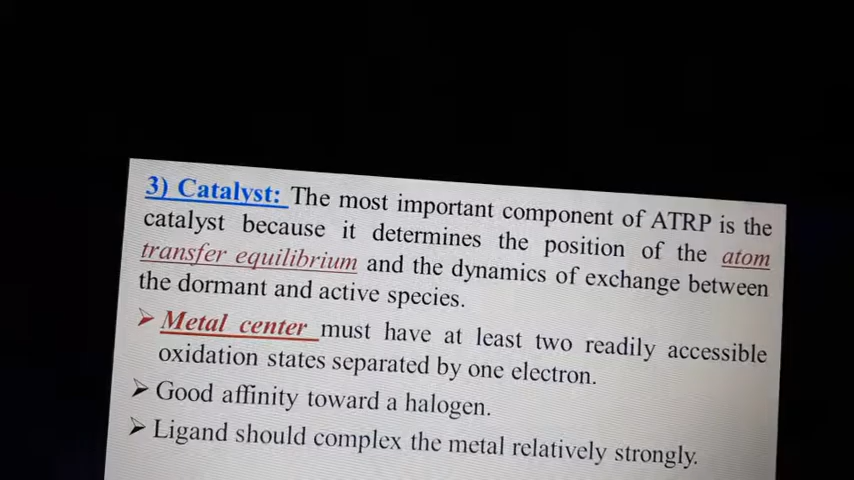 3) Catalyst: The most important component of ATRP is the
catalyst because it determines the position of the atom
transfer equilibrium and the dynamics of exchange between
the dormant and active species.
➢ Metal center must have at least two readily accessible
oxidation states separated by one electron.
➢ Good affinity toward a halogen.
➢ Ligand should complex the metal relatively strongly.